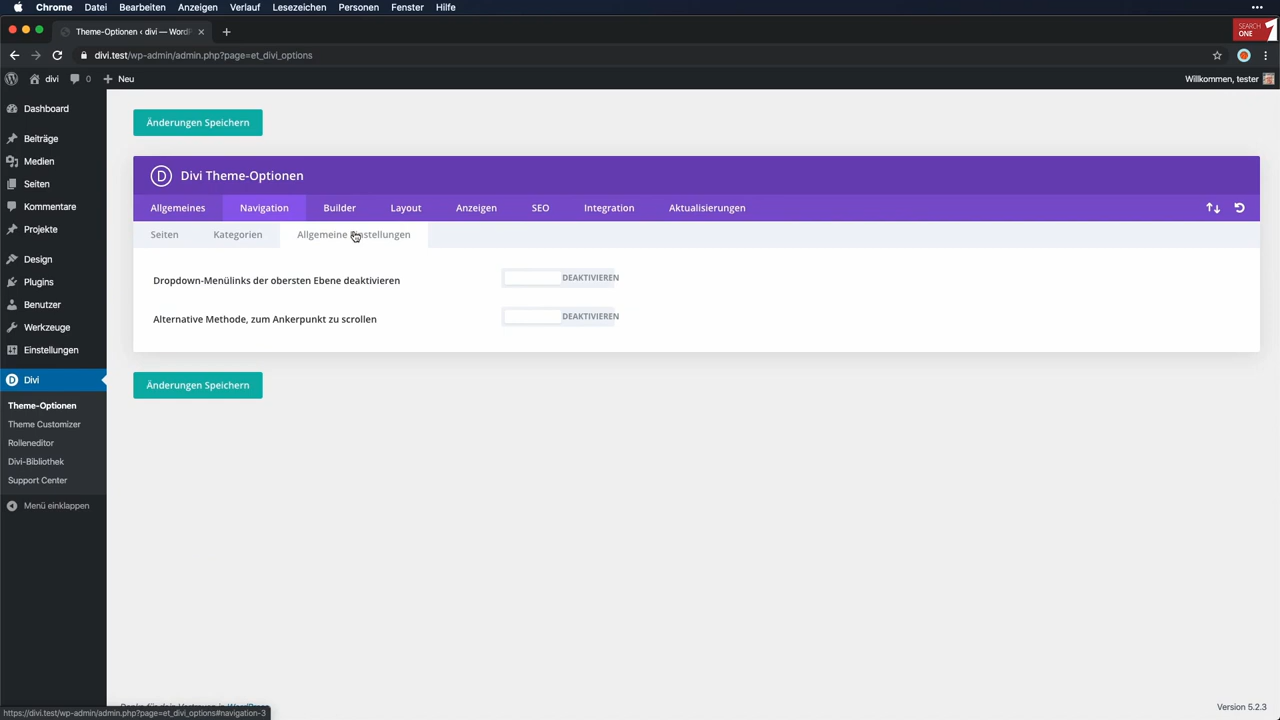 Chrome Datei Bearbeiten Anzeigen Verlauf Lesezeichen Personen Fenster Hilfe
Theme-Optionen ‹ divi — WordP
SEARCH
ONE
divi.test/wp-admin/admin.php?page=et_divi_options
divi 0 Neu Willkommen, tester
Dashboard
Beiträge
Medien
Seiten
Kommentare
Projekte
Design
Plugins
Benutzer
Werkzeuge
Einstellungen
Divi
Theme-Optionen
Theme Customizer
Rolleneditor
Divi-Bibliothek
Support Center
Menü einklappen
Änderungen Speichern
D Divi Theme-Optionen
Allgemeines Navigation Builder Layout Anzeigen SEO Integration Aktualisierungen
Seiten Kategorien Allgemeine Einstellungen
Dropdown-Menülinks der obersten Ebene deaktivieren DEAKTIVIEREN
Alternative Methode, zum Ankerpunkt zu scrollen DEAKTIVIEREN
Änderungen Speichern
Version 5.2.3
https://divi.test/wp-admin/admin.php?page=et_divi_options#navigation-3